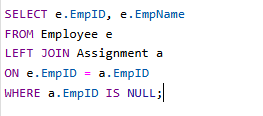 SELECT e.EmpID, e.EmpName
FROM Employee e
LEFT JOIN Assignment a
ON e.EmpID = a.EmpID
WHERE a.EmpID IS NULL;